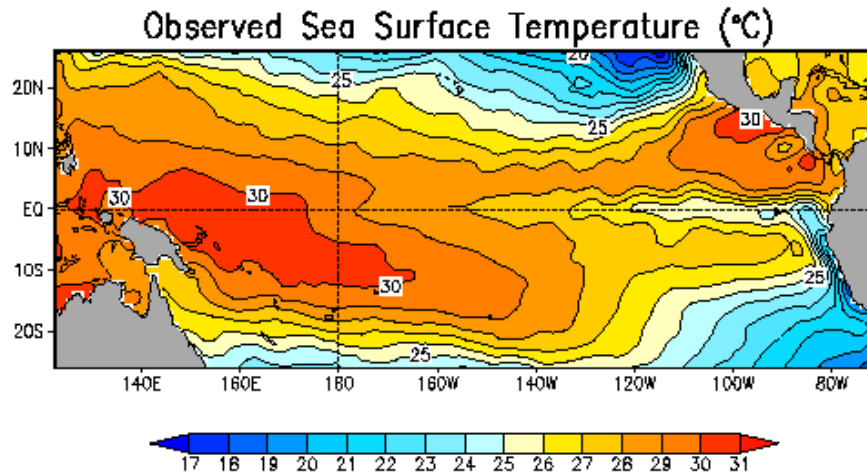 Observed Sea Surface Temperature (°C)
20
25
20N
30
25
10N
30
30
EQ
25
10S
30
20S
25
140E 160E 180 160W 140W 120W 100W 80W
17 18 19 20 21 22 23 24 25 26 27 28 29 30 31